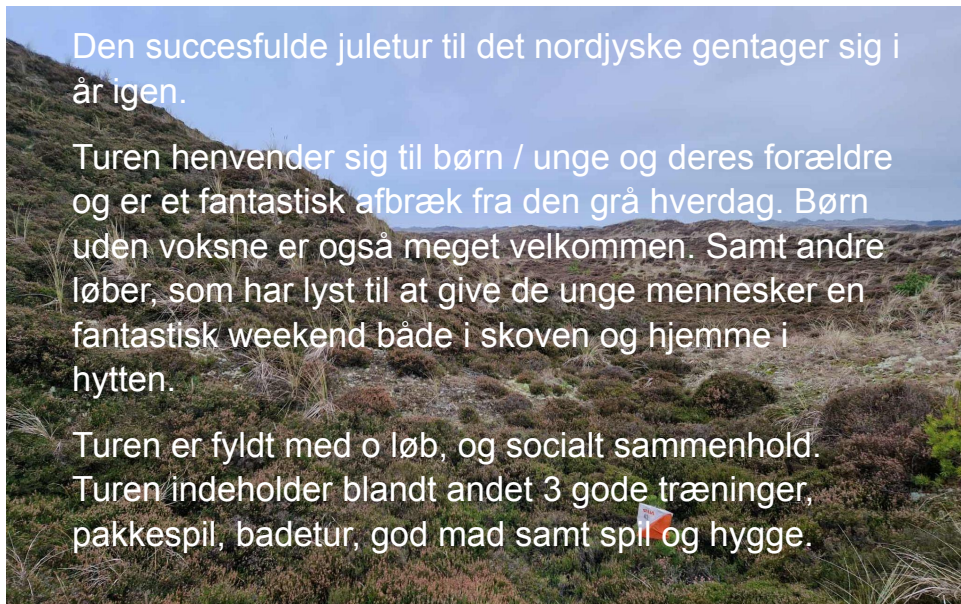 Den succesfulde juletur til det nordjyske gentager sig i
år igen.
Turen henvender sig til børn / unge og deres forældre
og er et fantastisk afbræk fra den grå hverdag. Børn
uden voksne er også meget velkommen. Samt andre
løber, som har lyst til at give de unge mennesker en
fantastisk weekend både i skoven og hjemme i
hytten.
Turen er fyldt med o løb, og socialt sammenhold.
Turen indeholder blandt andet 3 gode træninger,
pakkespil, badetur, god mad samt spil og hygge.